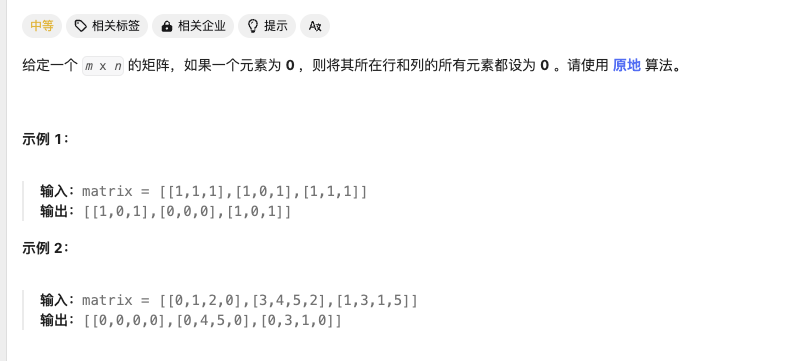 中等 相关标签 相关企业 提示 A文
给定一个 m x n 的矩阵，如果一个元素为 0 ，则将其所在行和列的所有元素都设为 0 。请使用 原地 算法。
示例 1：
输入：matrix = [[1,1,1],[1,0,1],[1,1,1]]
输出：[[1,0,1],[0,0,0],[1,0,1]]
示例 2：
输入：matrix = [[0,1,2,0],[3,4,5,2],[1,3,1,5]]
输出：[[0,0,0,0],[0,4,5,0],[0,3,1,0]]